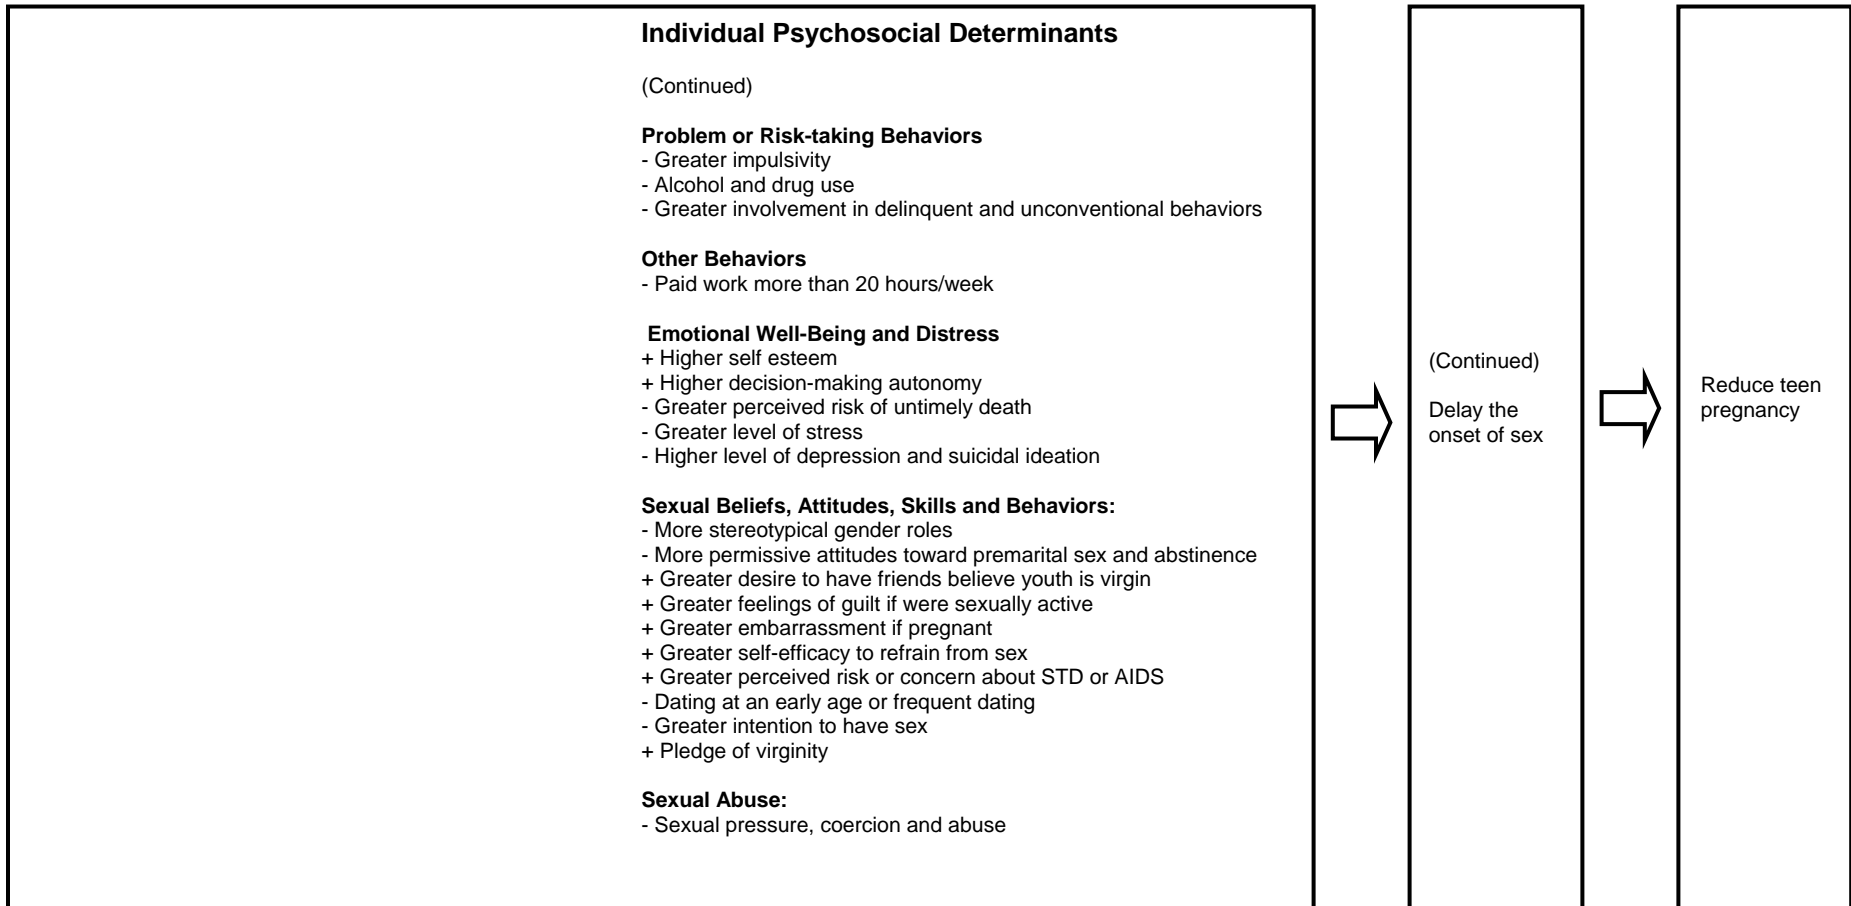 Individual Psychosocial Determinants
(Continued)
Problem or Risk-taking Behaviors
- Greater impulsivity
- Alcohol and drug use
- Greater involvement in delinquent and unconventional behaviors
Other Behaviors
- Paid work more than 20 hours/week
Emotional Well-Being and Distress
+ Higher self esteem
+ Higher decision-making autonomy
- Greater perceived risk of untimely death
- Greater level of stress
- Higher level of depression and suicidal ideation
Sexual Beliefs, Attitudes, Skills and Behaviors:
- More stereotypical gender roles
- More permissive attitudes toward premarital sex and abstinence
+ Greater desire to have friends believe youth is virgin
+ Greater feelings of guilt if were sexually active
+ Greater embarrassment if pregnant
+ Greater self-efficacy to refrain from sex
+ Greater perceived risk or concern about STD or AIDS
- Dating at an early age or frequent dating
- Greater intention to have sex
+ Pledge of virginity
Sexual Abuse:
- Sexual pressure, coercion and abuse
(Continued)
Delay the
onset of sex
Reduce teen
pregnancy